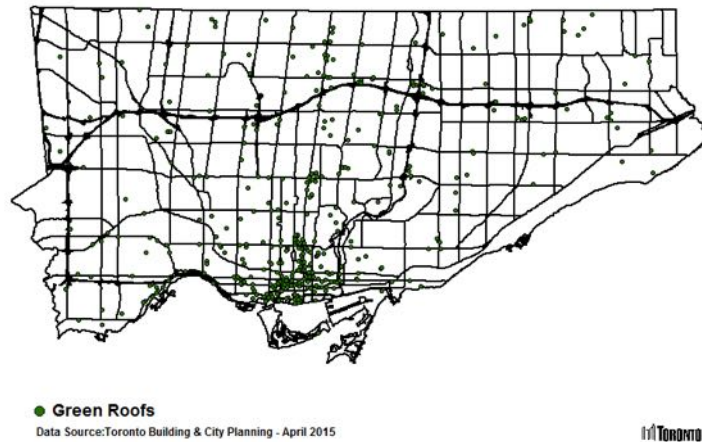 Green Roofs
Data Source:Toronto Building & City Planning - April 2015
TORONTO